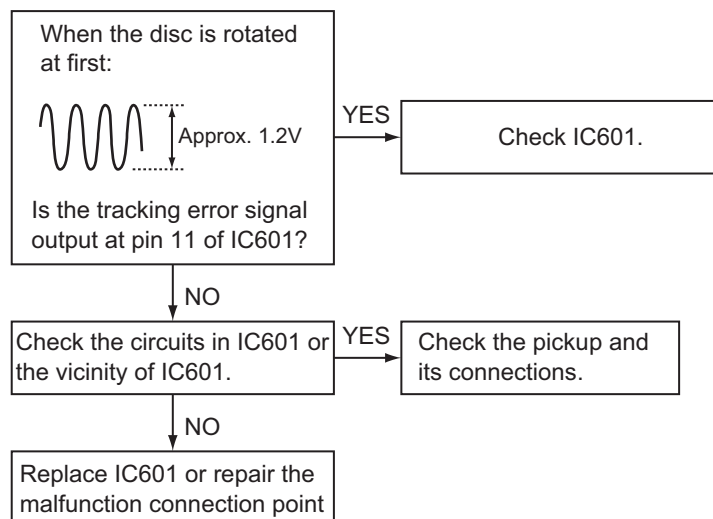 When the disc is rotated
at first:
Approx. 1.2V
Is the tracking error signal
output at pin 11 of IC601?
YES
Check IC601.
NO
Check the circuits in IC601 or
the vicinity of IC601.
YES
Check the pickup and
its connections.
NO
Replace IC601 or repair the
malfunction connection point